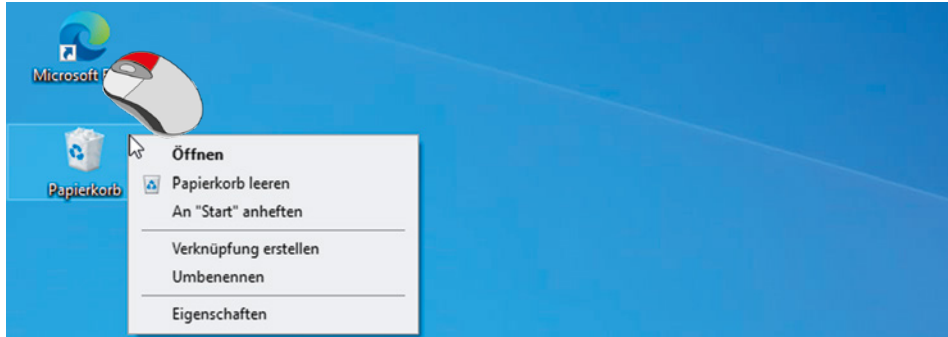 Microsoft
Papierkorb
Öffnen
Papierkorb leeren
An "Start" anheften
Verknüpfung erstellen
Umbenennen
Eigenschaften